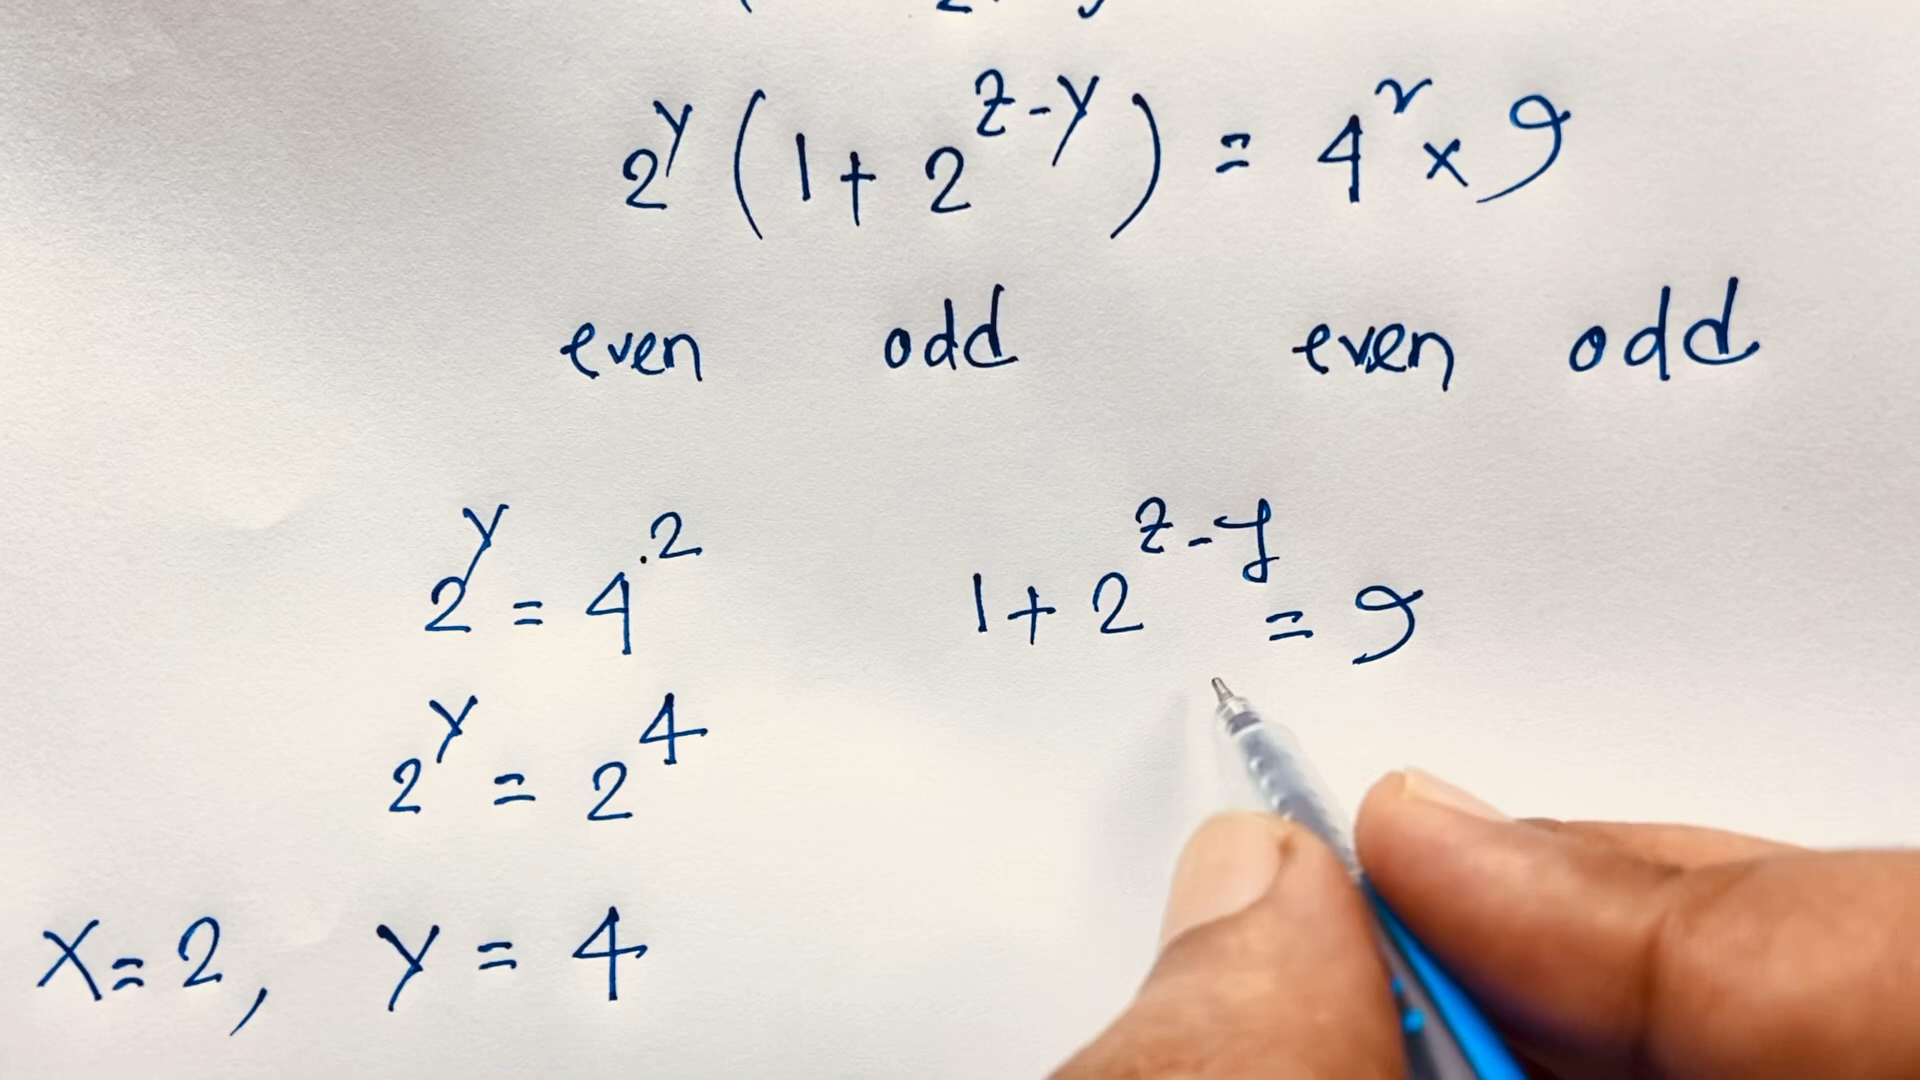 2^y (1 + 2^{z-y}) = 4^2 × 9
even odd even odd
2^y = 4^2 1 + 2^{z-y} = 9
2^y = 2^4
x = 2, y = 4